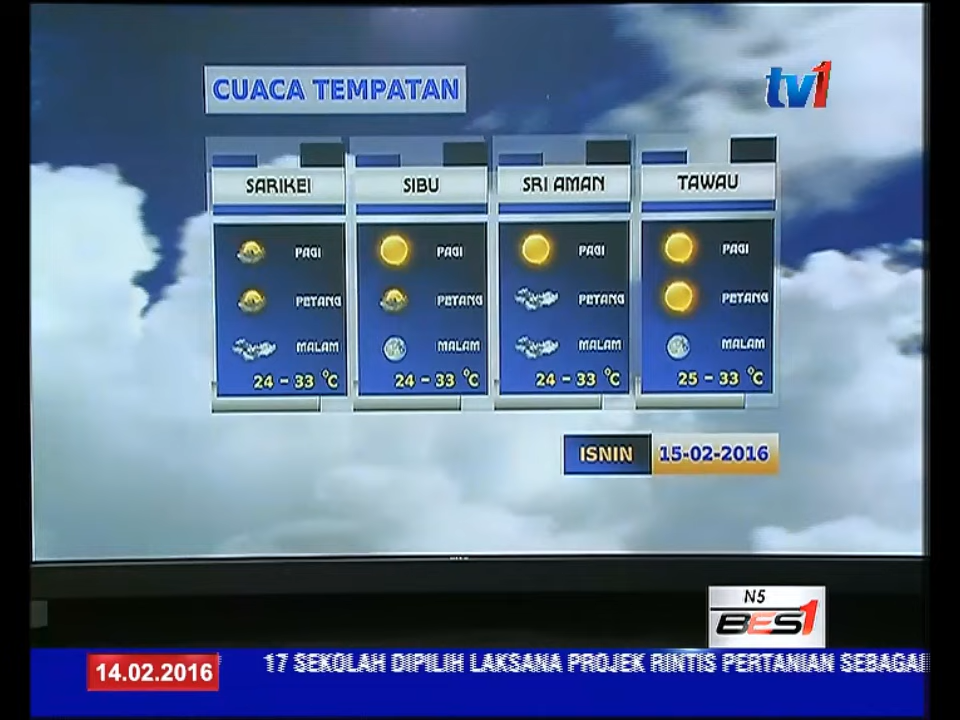 CUACA TEMPATAN
tv1
SARIKEI
PAGI
PETANG
MALAM
24 - 33 °C
SIBU
PAGI
PETANG
MALAM
24 - 33 °C
SRI AMAN
PAGI
PETANG
MALAM
24 - 33 °C
TAWAU
PAGI
PETANG
MALAM
25 - 33 °C
ISNIN 15-02-2016
N5
BES1
14.02.2016 17 SEKOLAH DIPILIH LAKSANA PROJEK RINTIS PERTANIAN SEBAGAI